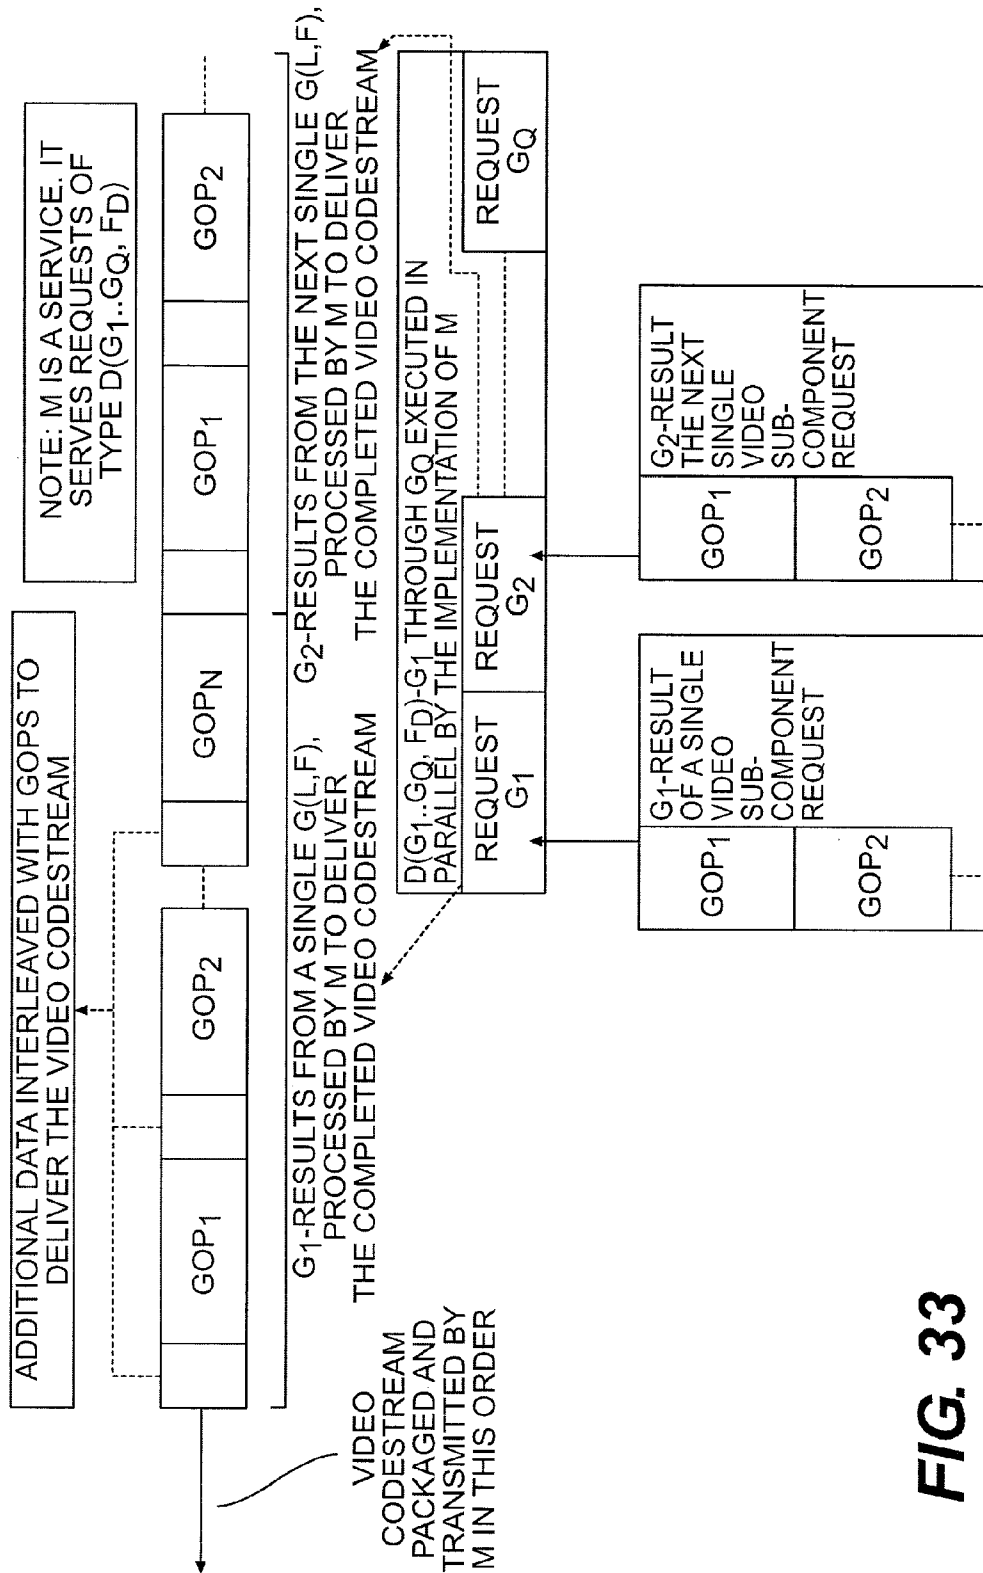 ADDITIONAL DATA INTERLEAVED WITH GOPS TO
DELIVER THE VIDEO CODESTREAM
NOTE: M IS A SERVICE. IT
SERVES REQUESTS OF
TYPE D(G1..GQ, FD)
GOP1
GOP2
GOPN
GOP1
GOP2
G1-RESULTS FROM A SINGLE G(L,F),
PROCESSED BY M TO DELIVER
THE COMPLETED VIDEO CODESTREAM
G2-RESULTS FROM THE NEXT SINGLE G(L,F),
PROCESSED BY M TO DELIVER
THE COMPLETED VIDEO CODESTREAM
VIDEO
CODESTREAM
PACKAGED AND
TRANSMITTED BY
M IN THIS ORDER
D(G1..GQ, FD)-G1 THROUGH GQ EXECUTED IN
PARALLEL BY THE IMPLEMENTATION OF M
REQUEST
G1
REQUEST
G2
REQUEST
GQ
G1-RESULT
OF A SINGLE
VIDEO
SUB-
COMPONENT
REQUEST
GOP1
GOP2
G2-RESULT
THE NEXT
SINGLE
VIDEO
SUB-
COMPONENT
REQUEST
GOP1
GOP2
FIG. 33